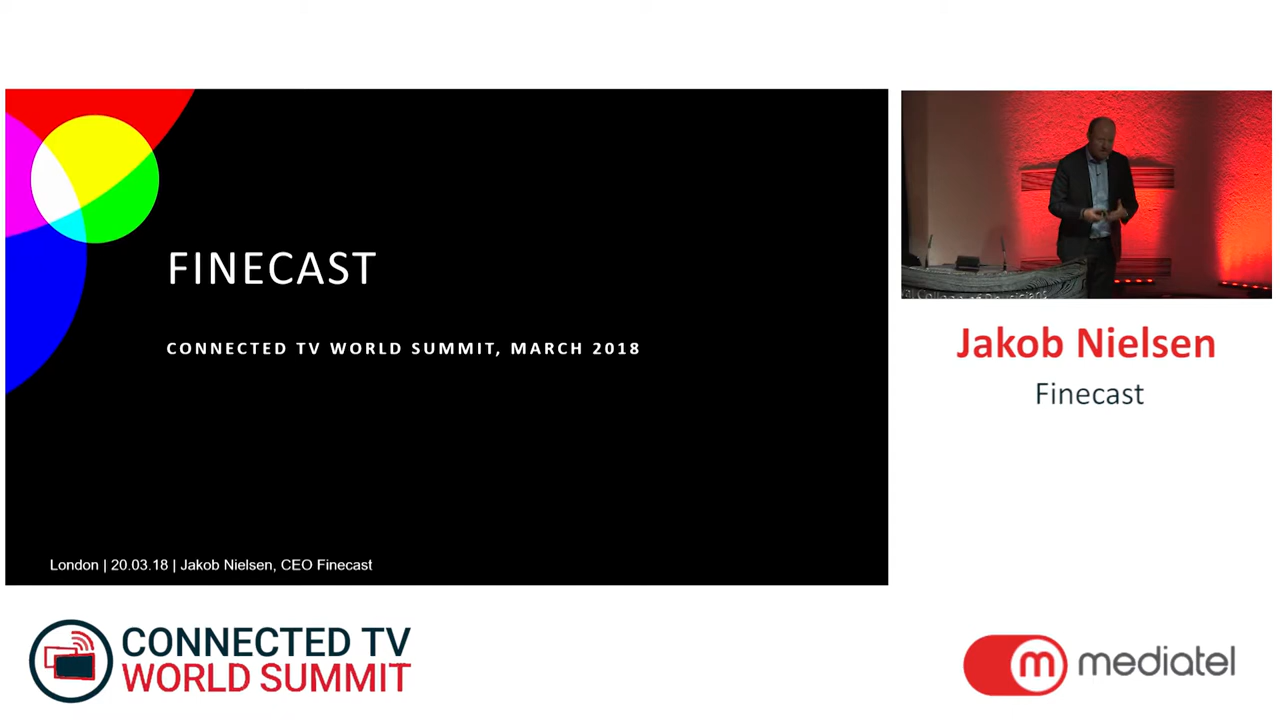 FINECAST
CONNECTED TV WORLD SUMMIT, MARCH 2018
London | 20.03.18 | Jakob Nielsen, CEO Finecast
Jakob Nielsen
Finecast
CONNECTED TV
WORLD SUMMIT
m mediatel